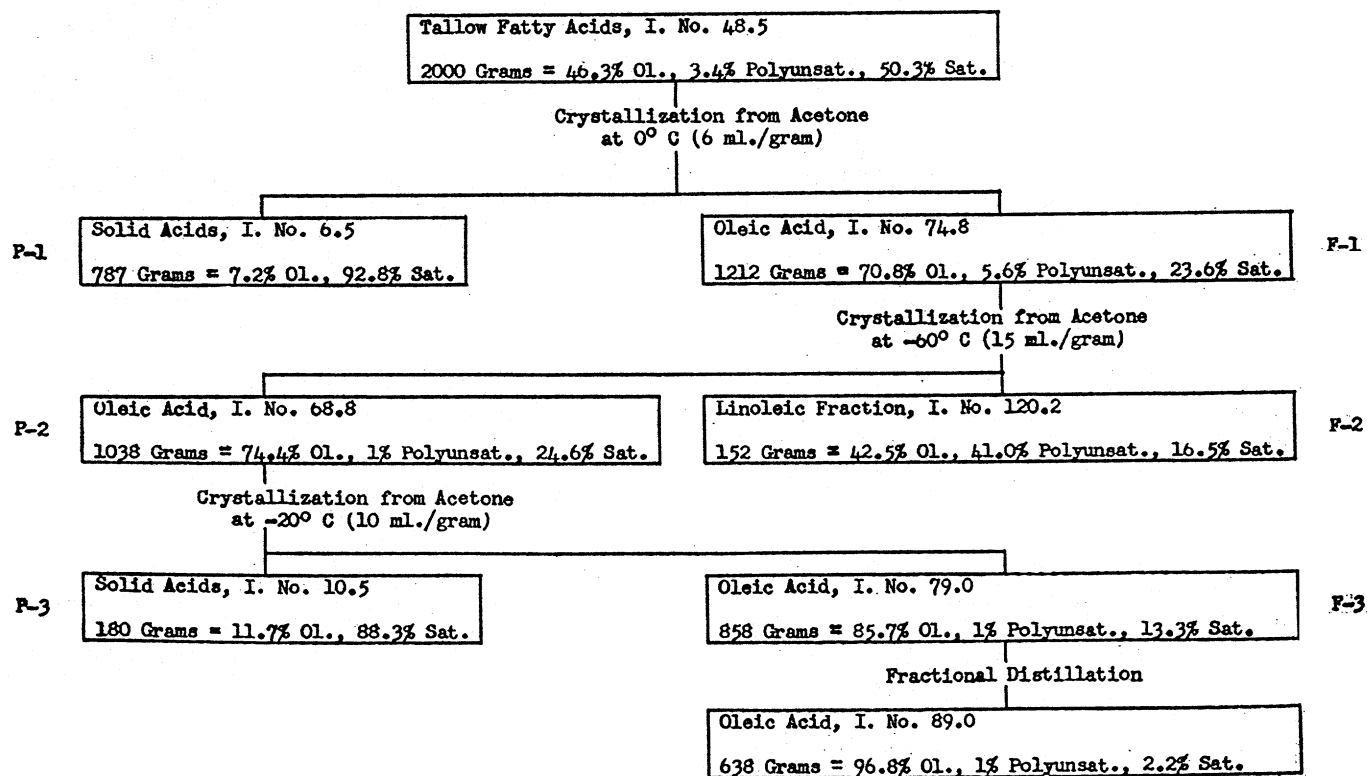 Tallow Fatty Acids, I. No. 48.5
2000 Grams = 46.3% Ol., 3.4% Polyunsat., 50.3% Sat.
Crystallization from Acetone
at 0° C (6 ml./gram)
P-1
Solid Acids, I. No. 6.5
787 Grams = 7.2% Ol., 92.8% Sat.
Oleic Acid, I. No. 74.8
1212 Grams = 70.8% Ol., 5.6% Polyunsat., 23.6% Sat.
F-1
Crystallization from Acetone
at -60° C (15 ml./gram)
P-2
Oleic Acid, I. No. 68.8
1038 Grams = 74.4% Ol., 1% Polyunsat., 24.6% Sat.
Linoleic Fraction, I. No. 120.2
152 Grams = 42.5% Ol., 41.0% Polyunsat., 16.5% Sat.
F-2
Crystallization from Acetone
at -20° C (10 ml./gram)
P-3
Solid Acids, I. No. 10.5
180 Grams = 11.7% Ol., 88.3% Sat.
Oleic Acid, I. No. 79.0
858 Grams = 85.7% Ol., 1% Polyunsat., 13.3% Sat.
F-3
Fractional Distillation
Oleic Acid, I. No. 89.0
638 Grams = 96.8% Ol., 1% Polyunsat., 2.2% Sat.